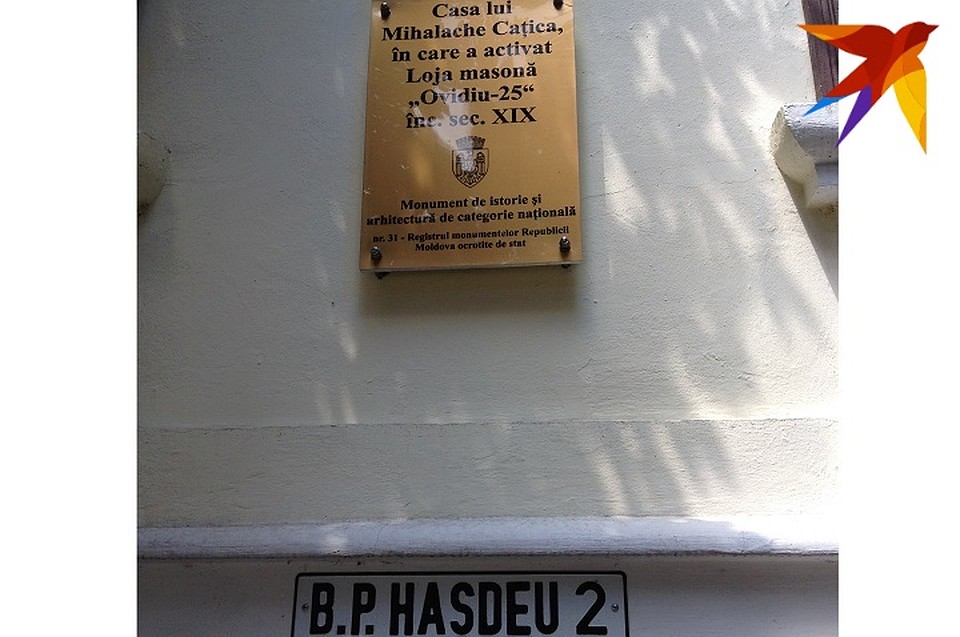 Casa lui
Mihalache Cațica,
în care a activat
Loja masonă
„Ovidiu-25“
înc. sec. XIX
Monument de istorie și
arhitectură de categorie națională
nr. 31 - Registrul monumentelor Republicii
Moldova ocrotite de stat
B.P. HASDEU 2